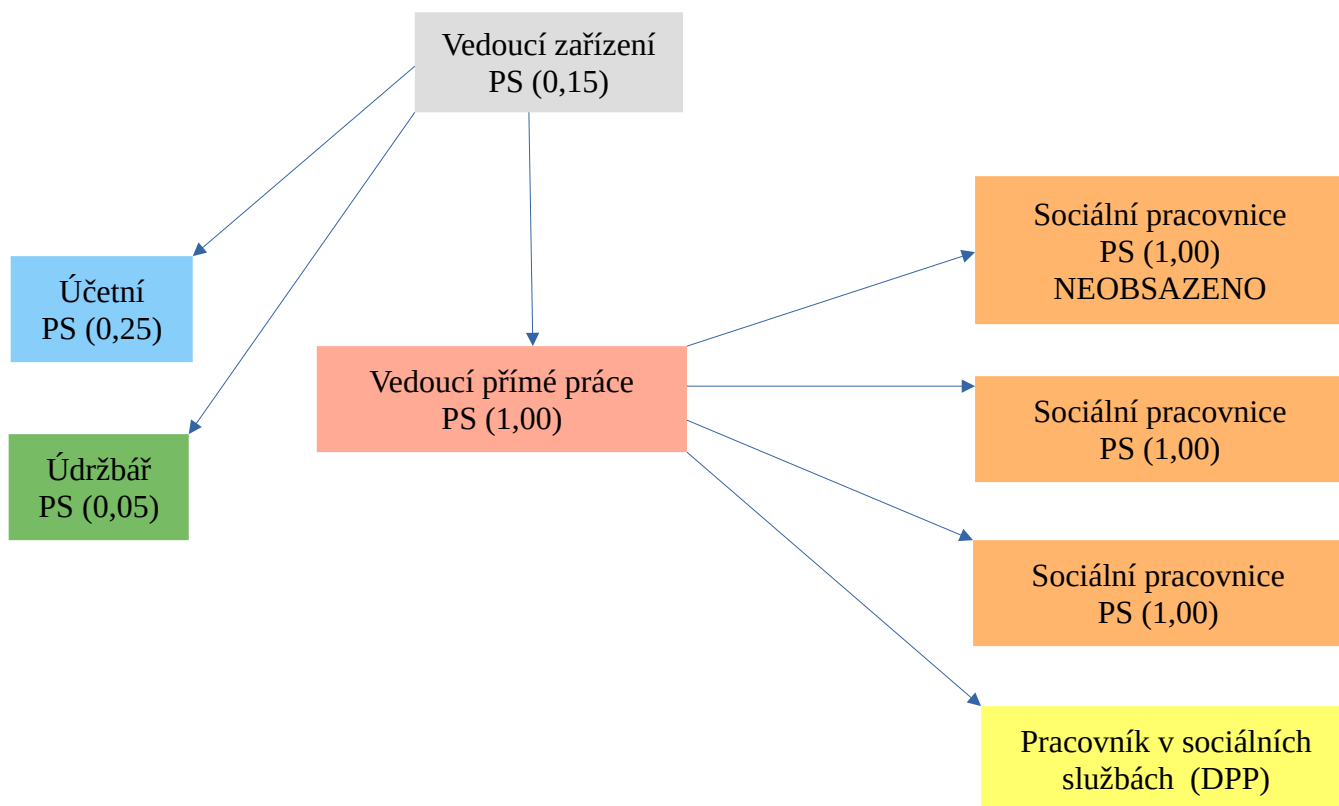 Vedoucí zařízení
PS (0,15)
Účetní
PS (0,25)
Údržbář
PS (0,05)
Vedoucí přímé práce
PS (1,00)
Sociální pracovnice
PS (1,00)
NEOBSAZENO
Sociální pracovnice
PS (1,00)
Sociální pracovnice
PS (1,00)
Pracovník v sociálních
službách (DPP)